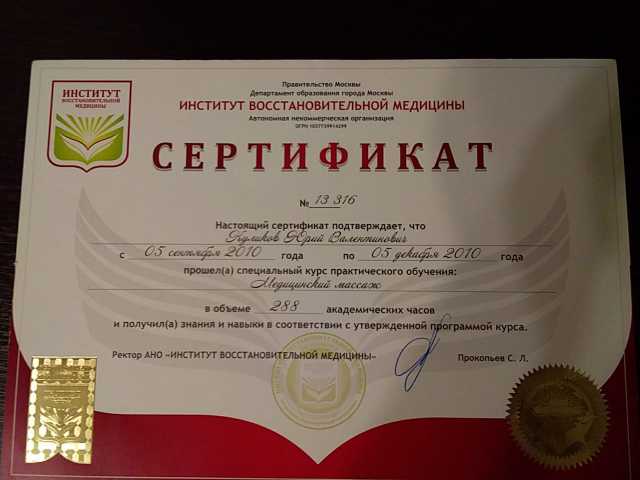 ИНСТИТУТ
ВОССТАНОВИТЕЛЬНОЙ
МЕДИЦИНЫ
Правительство Москвы
Департамент образования города Москвы
ИНСТИТУТ ВОССТАНОВИТЕЛЬНОЙ МЕДИЦИНЫ
Автономная некоммерческая организация
СЕРТИФИКАТ
№ 13 316
Настоящий сертификат подтверждает, что
Куликов Юрий Валентинович
с 05 сентября 2010 года по 05 декабря 2010 года
прошел(а) специальный курс практического обучения:
Медицинский массаж
в объеме 288 академических часов
и получил(а) знания и навыки в соответствии с утвержденной программой курса.
Ректор АНО «ИНСТИТУТ ВОССТАНОВИТЕЛЬНОЙ МЕДИЦИНЫ» Прокопьев С. Л.